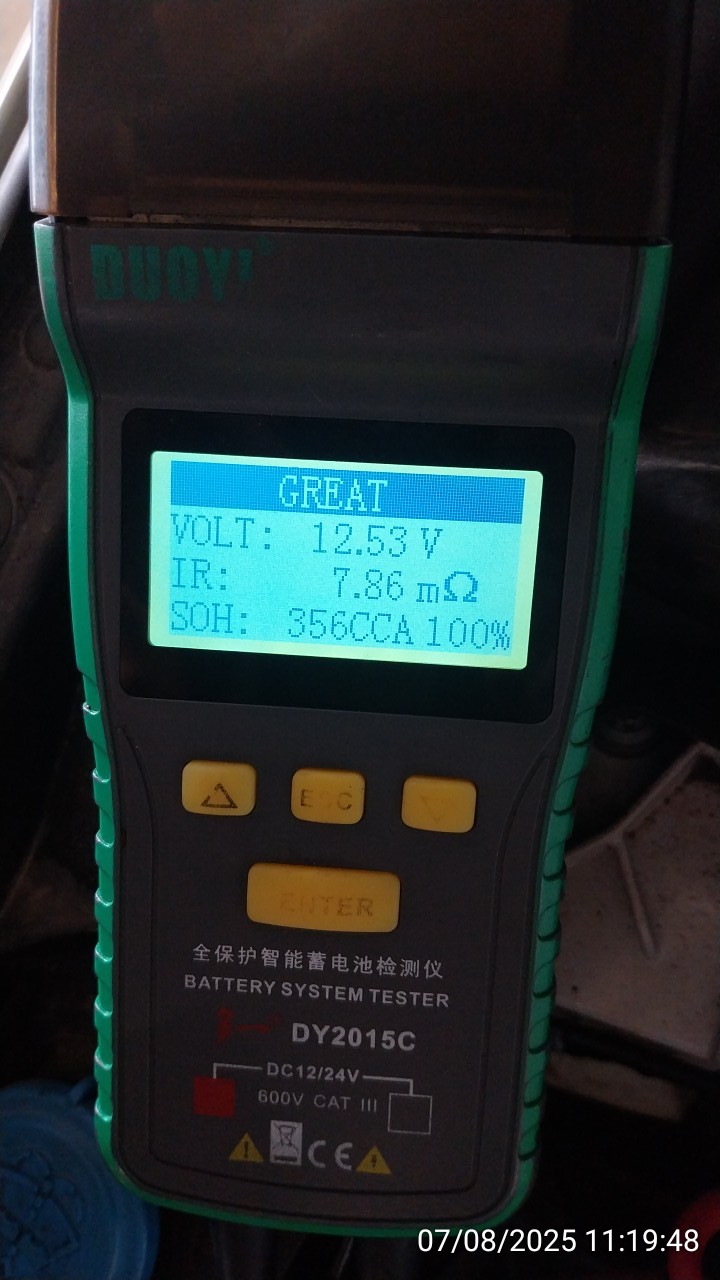 DUOYI®
GREAT
VOLT: 12.53 V
IR: 7.86 mΩ
SOH: 356CCA 100%
ESC
ENTER
全保护智能蓄电池检测仪
BATTERY SYSTEM TESTER
DY2015C
DC12/24V
600V CAT III
CE
07/08/2025 11:19:48